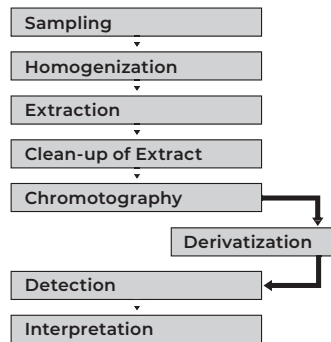 Sampling
Homogenization
Extraction
Clean-up of Extract
Chromotography
Derivatization
Detection
Interpretation